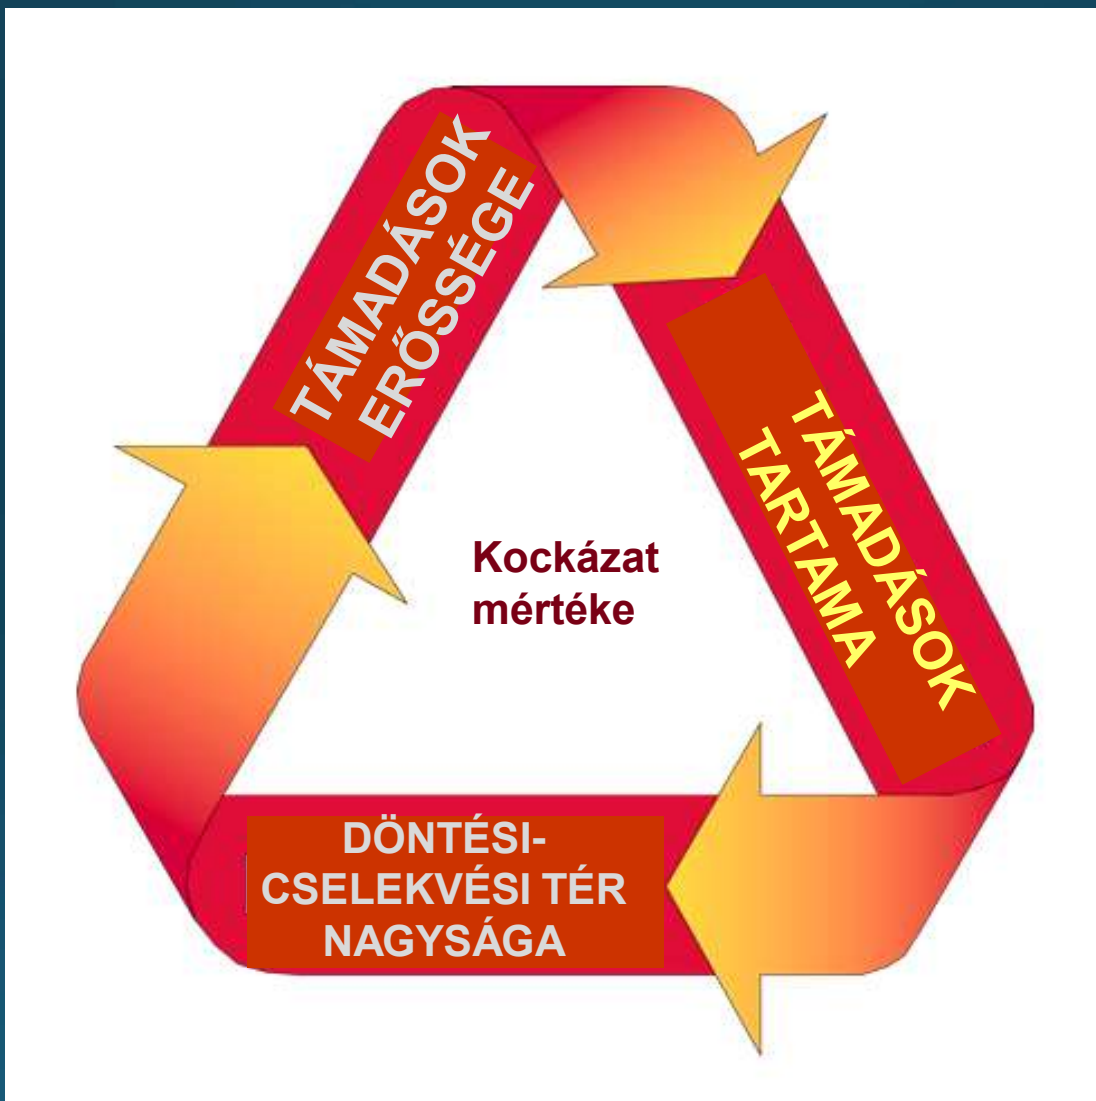 TÁMADÁSOK
ERŐSSÉGE
TÁMADÁSOK
TARTAMA
Kockázat
mértéke
DÖNTÉSI-
CSELEKVÉSI TÉR
NAGYSÁGA